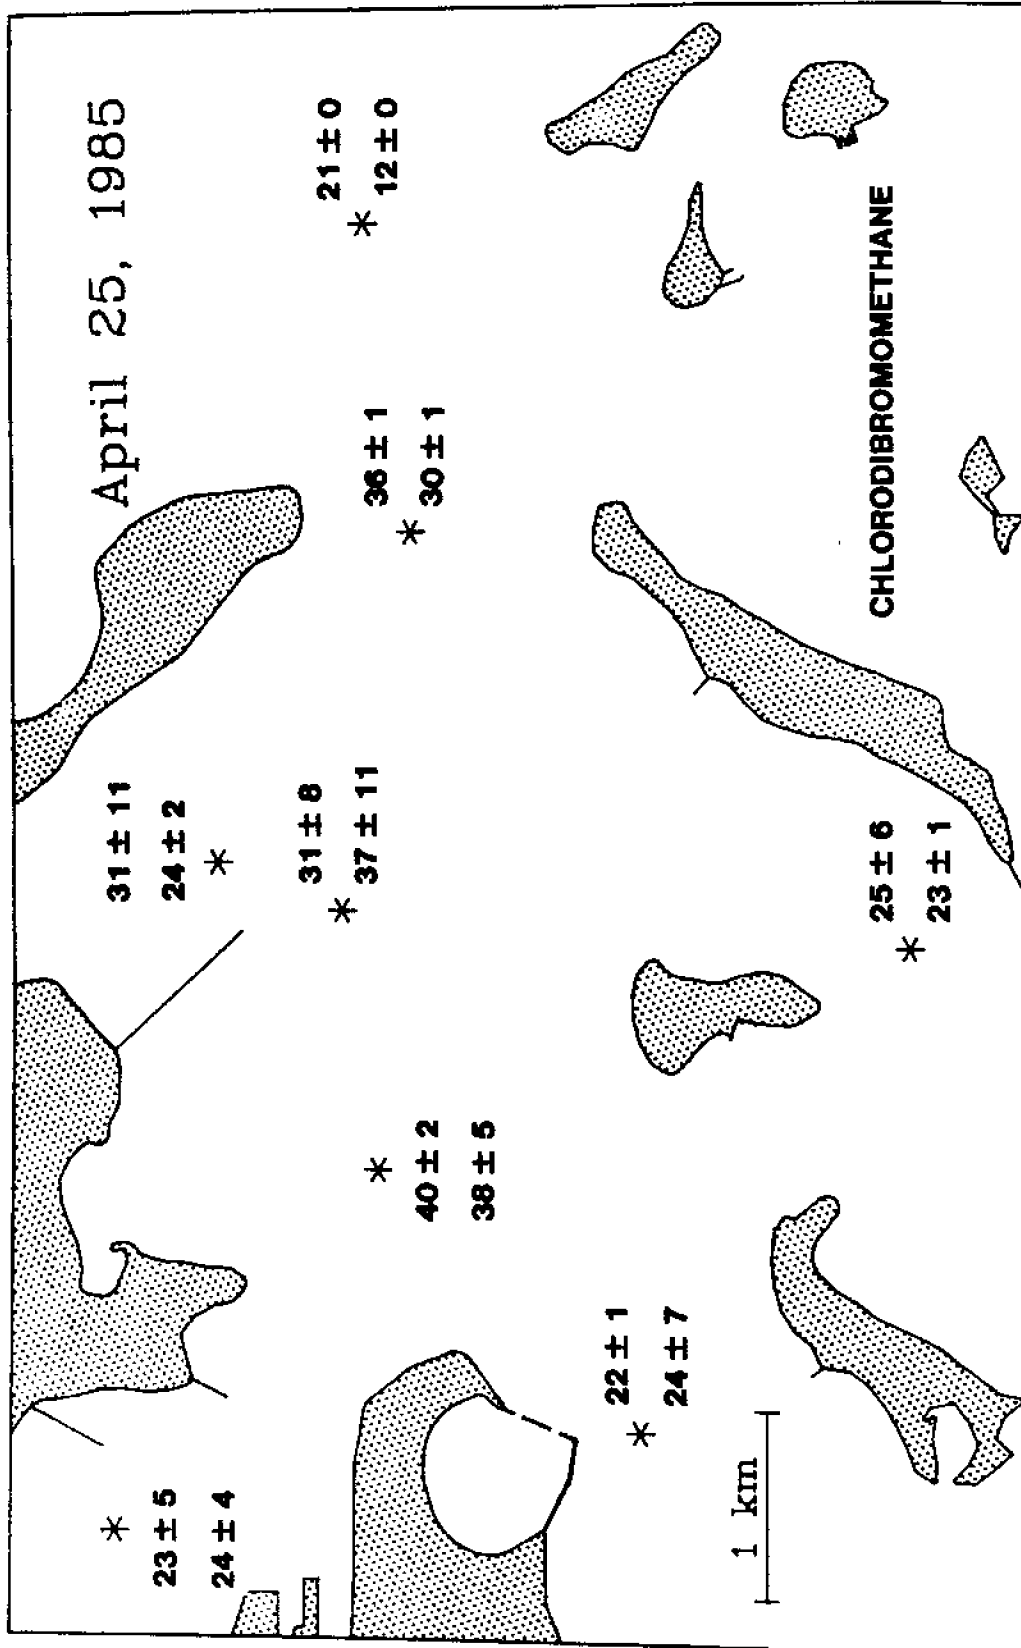 April 25, 1985
21 ± 0
12 ± 0
36 ± 1
30 ± 1
31 ± 11
24 ± 2
31 ± 8
37 ± 11
40 ± 2
38 ± 5
23 ± 5
24 ± 4
22 ± 1
24 ± 7
25 ± 6
23 ± 1
1 km
CHLORODIBROMOMETHANE